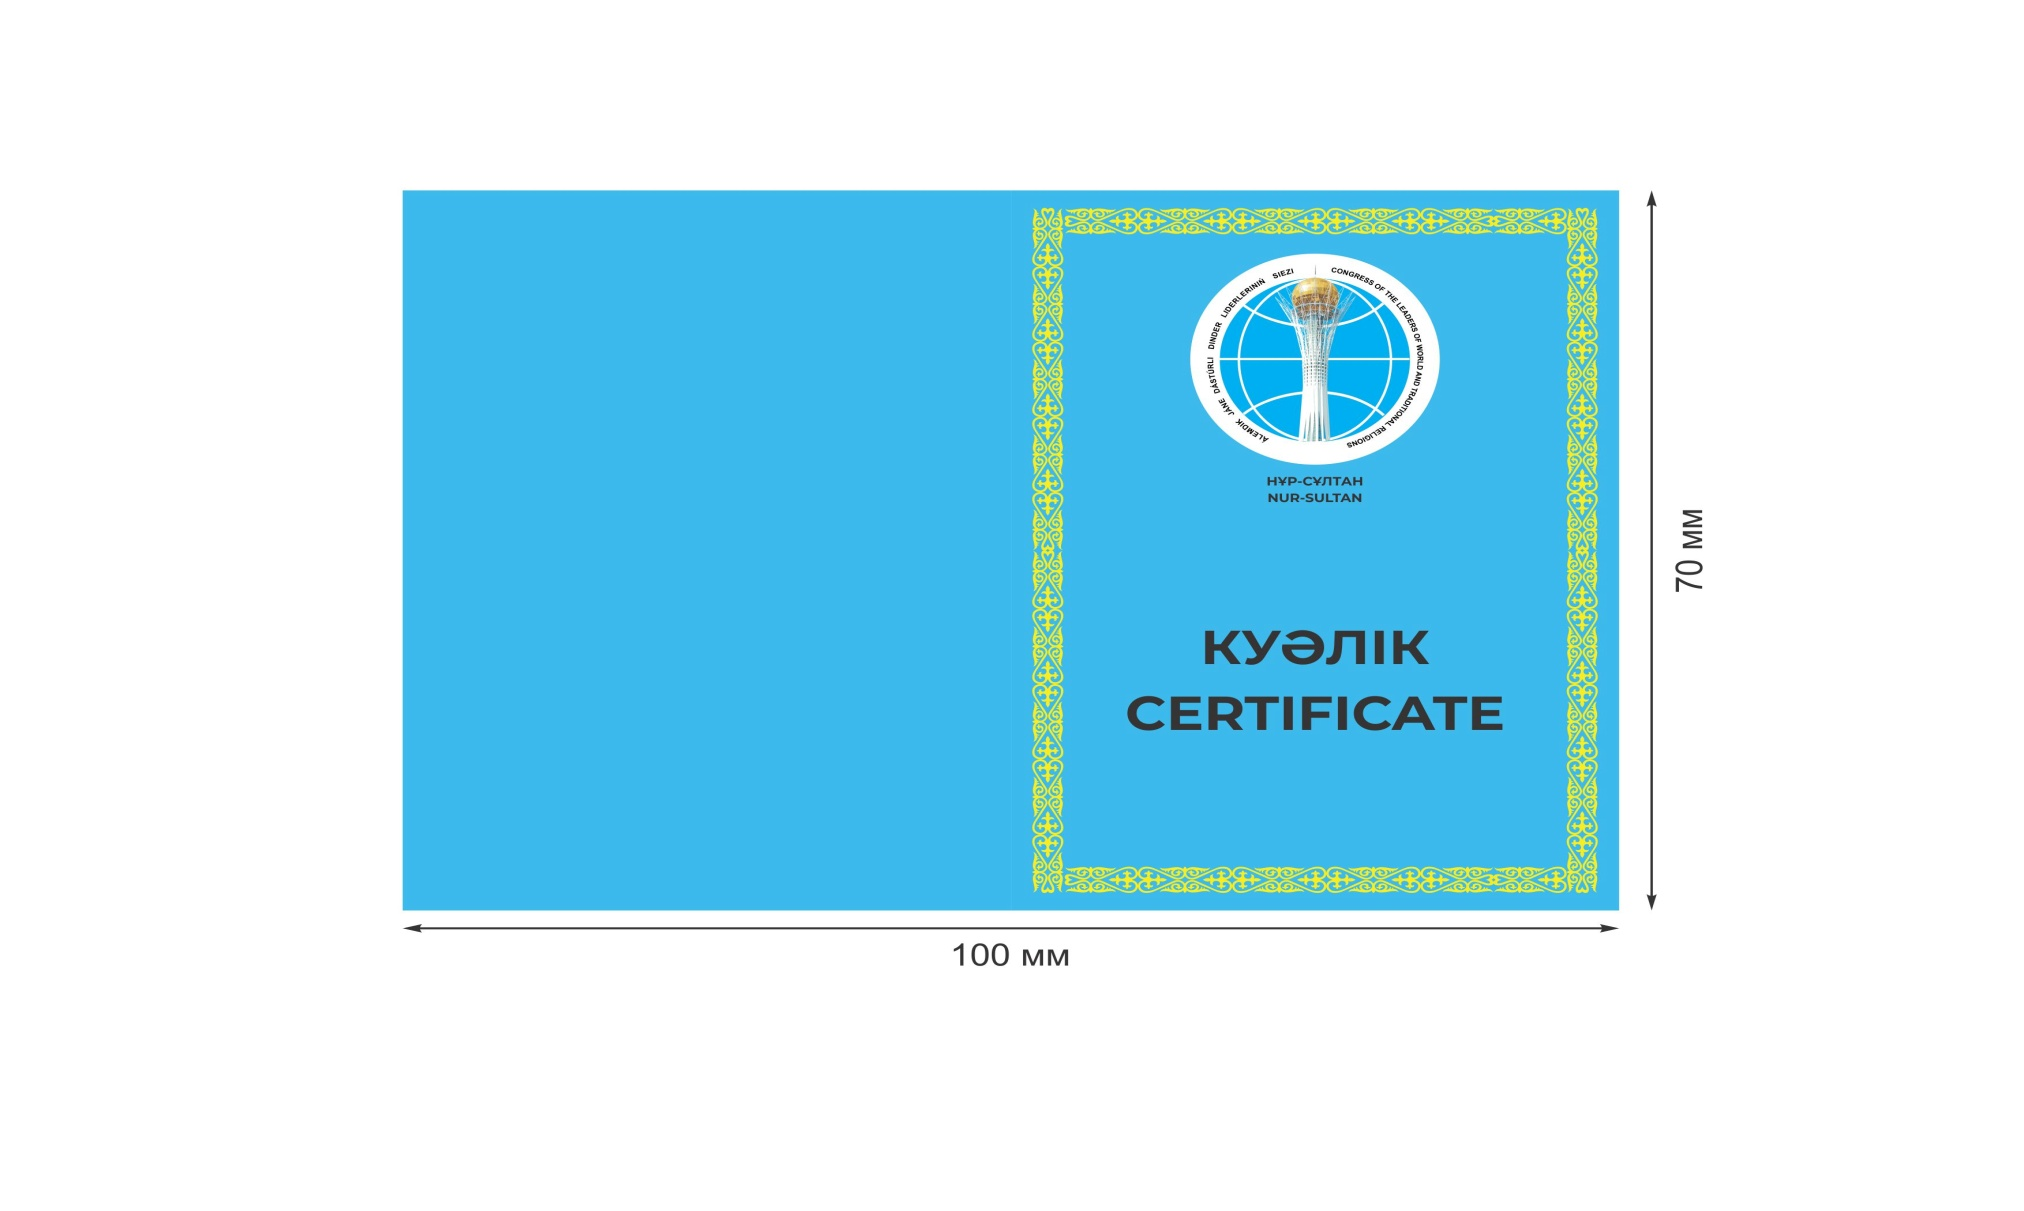 ÁLEMDIK JÁNE DÁSTÚRLI DINDER LIDERLERINIŃ SIEZI
CONGRESS OF THE LEADERS OF WORLD AND TRADITIONAL RELIGIONS
НҰР-СҰЛТАН
NUR-SULTAN
КУӘЛІК
CERTIFICATE
70 мм
100 мм